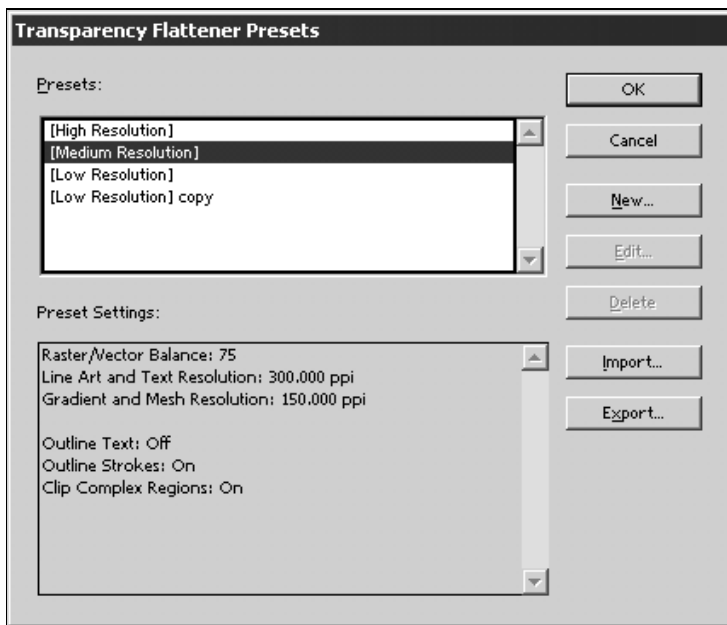 Transparency Flattener Presets
Presets:
[High Resolution]
[Medium Resolution]
[Low Resolution]
[Low Resolution] copy
OK
Cancel
New...
Edit...
Delete
Import...
Export...
Preset Settings:
Raster/Vector Balance: 75
Line Art and Text Resolution: 300.000 ppi
Gradient and Mesh Resolution: 150.000 ppi
Outline Text: Off
Outline Strokes: On
Clip Complex Regions: On